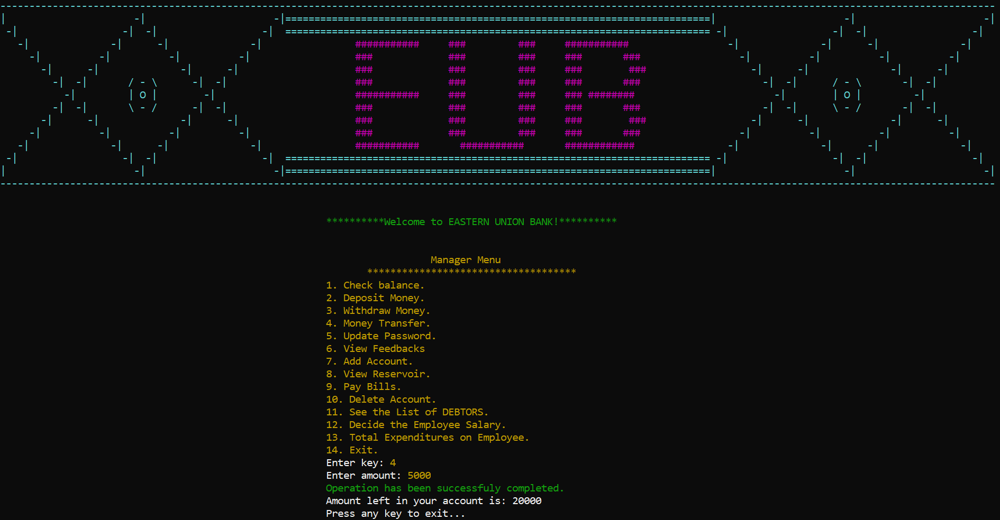 EUB
**********Welcome to EASTERN UNION BANK!**********
Manager Menu
************************************
1. Check balance.
2. Deposit Money.
3. Withdraw Money.
4. Money Transfer.
5. Update Password.
6. View Feedbacks
7. Add Account.
8. View Reservoir.
9. Pay Bills.
10. Delete Account.
11. See the List of DEBTORS.
12. Decide the Employee Salary.
13. Total Expenditures on Employee.
14. Exit.
Enter key: 4
Enter amount: 5000
Operation has been successfuly completed.
Amount left in your account is: 20000
Press any key to exit...